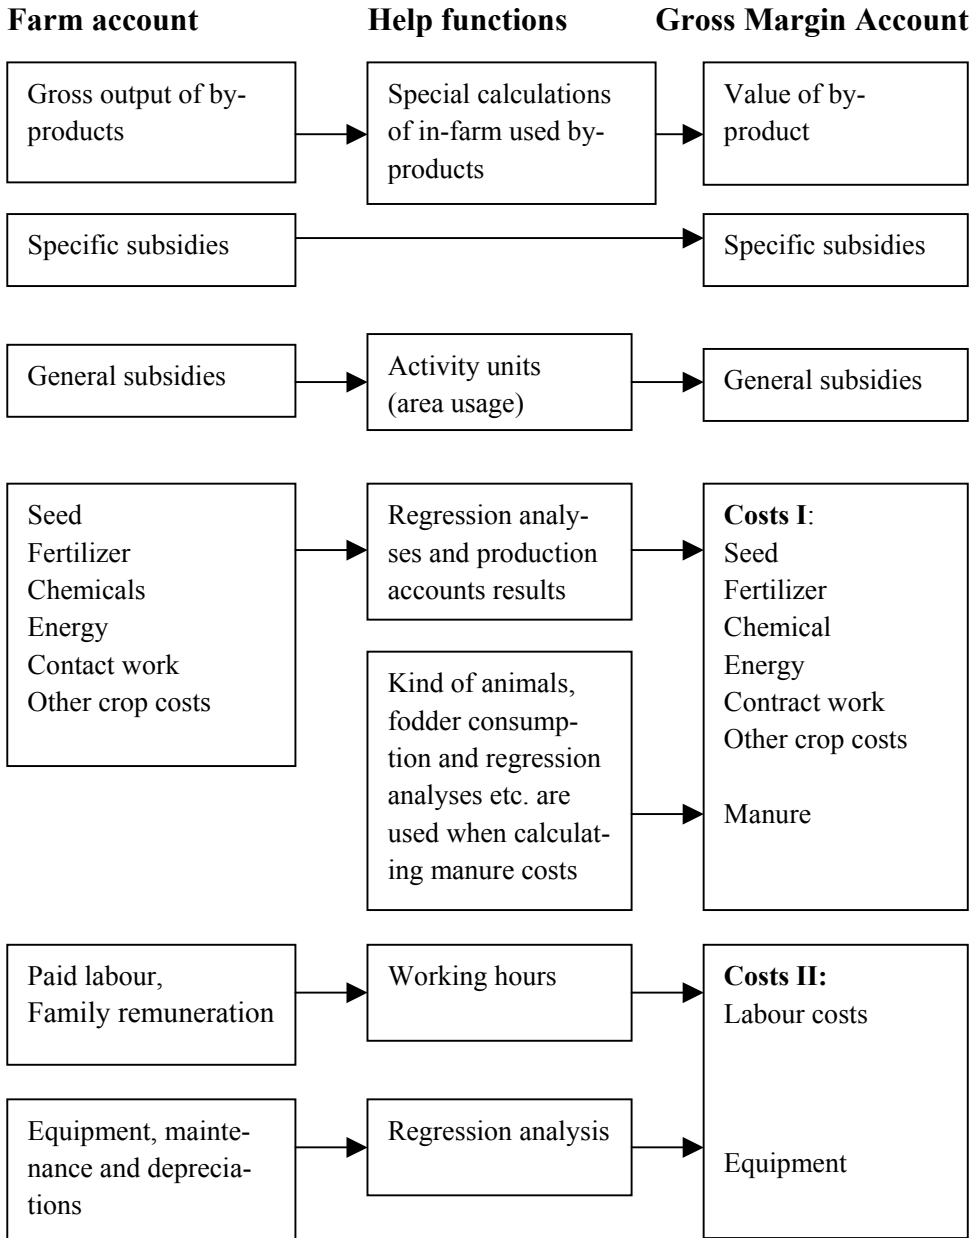 Farm account
Help functions
Gross Margin Account
Gross output of by-
products
Special calculations
of in-farm used by-
products
Value of by-
product
Specific subsidies
Specific subsidies
General subsidies
Activity units
(area usage)
General subsidies
Seed
Fertilizer
Chemicals
Energy
Contact work
Other crop costs
Regression analy-
ses and production
accounts results
Kind of animals,
fodder consump-
tion and regression
analyses etc. are
used when calculat-
ing manure costs
Costs I:
Seed
Fertilizer
Chemical
Energy
Contract work
Other crop costs
Manure
Paid labour,
Family remuneration
Working hours
Costs II:
Labour costs
Equipment, mainte-
nance and deprecia-
tions
Regression analysis
Equipment